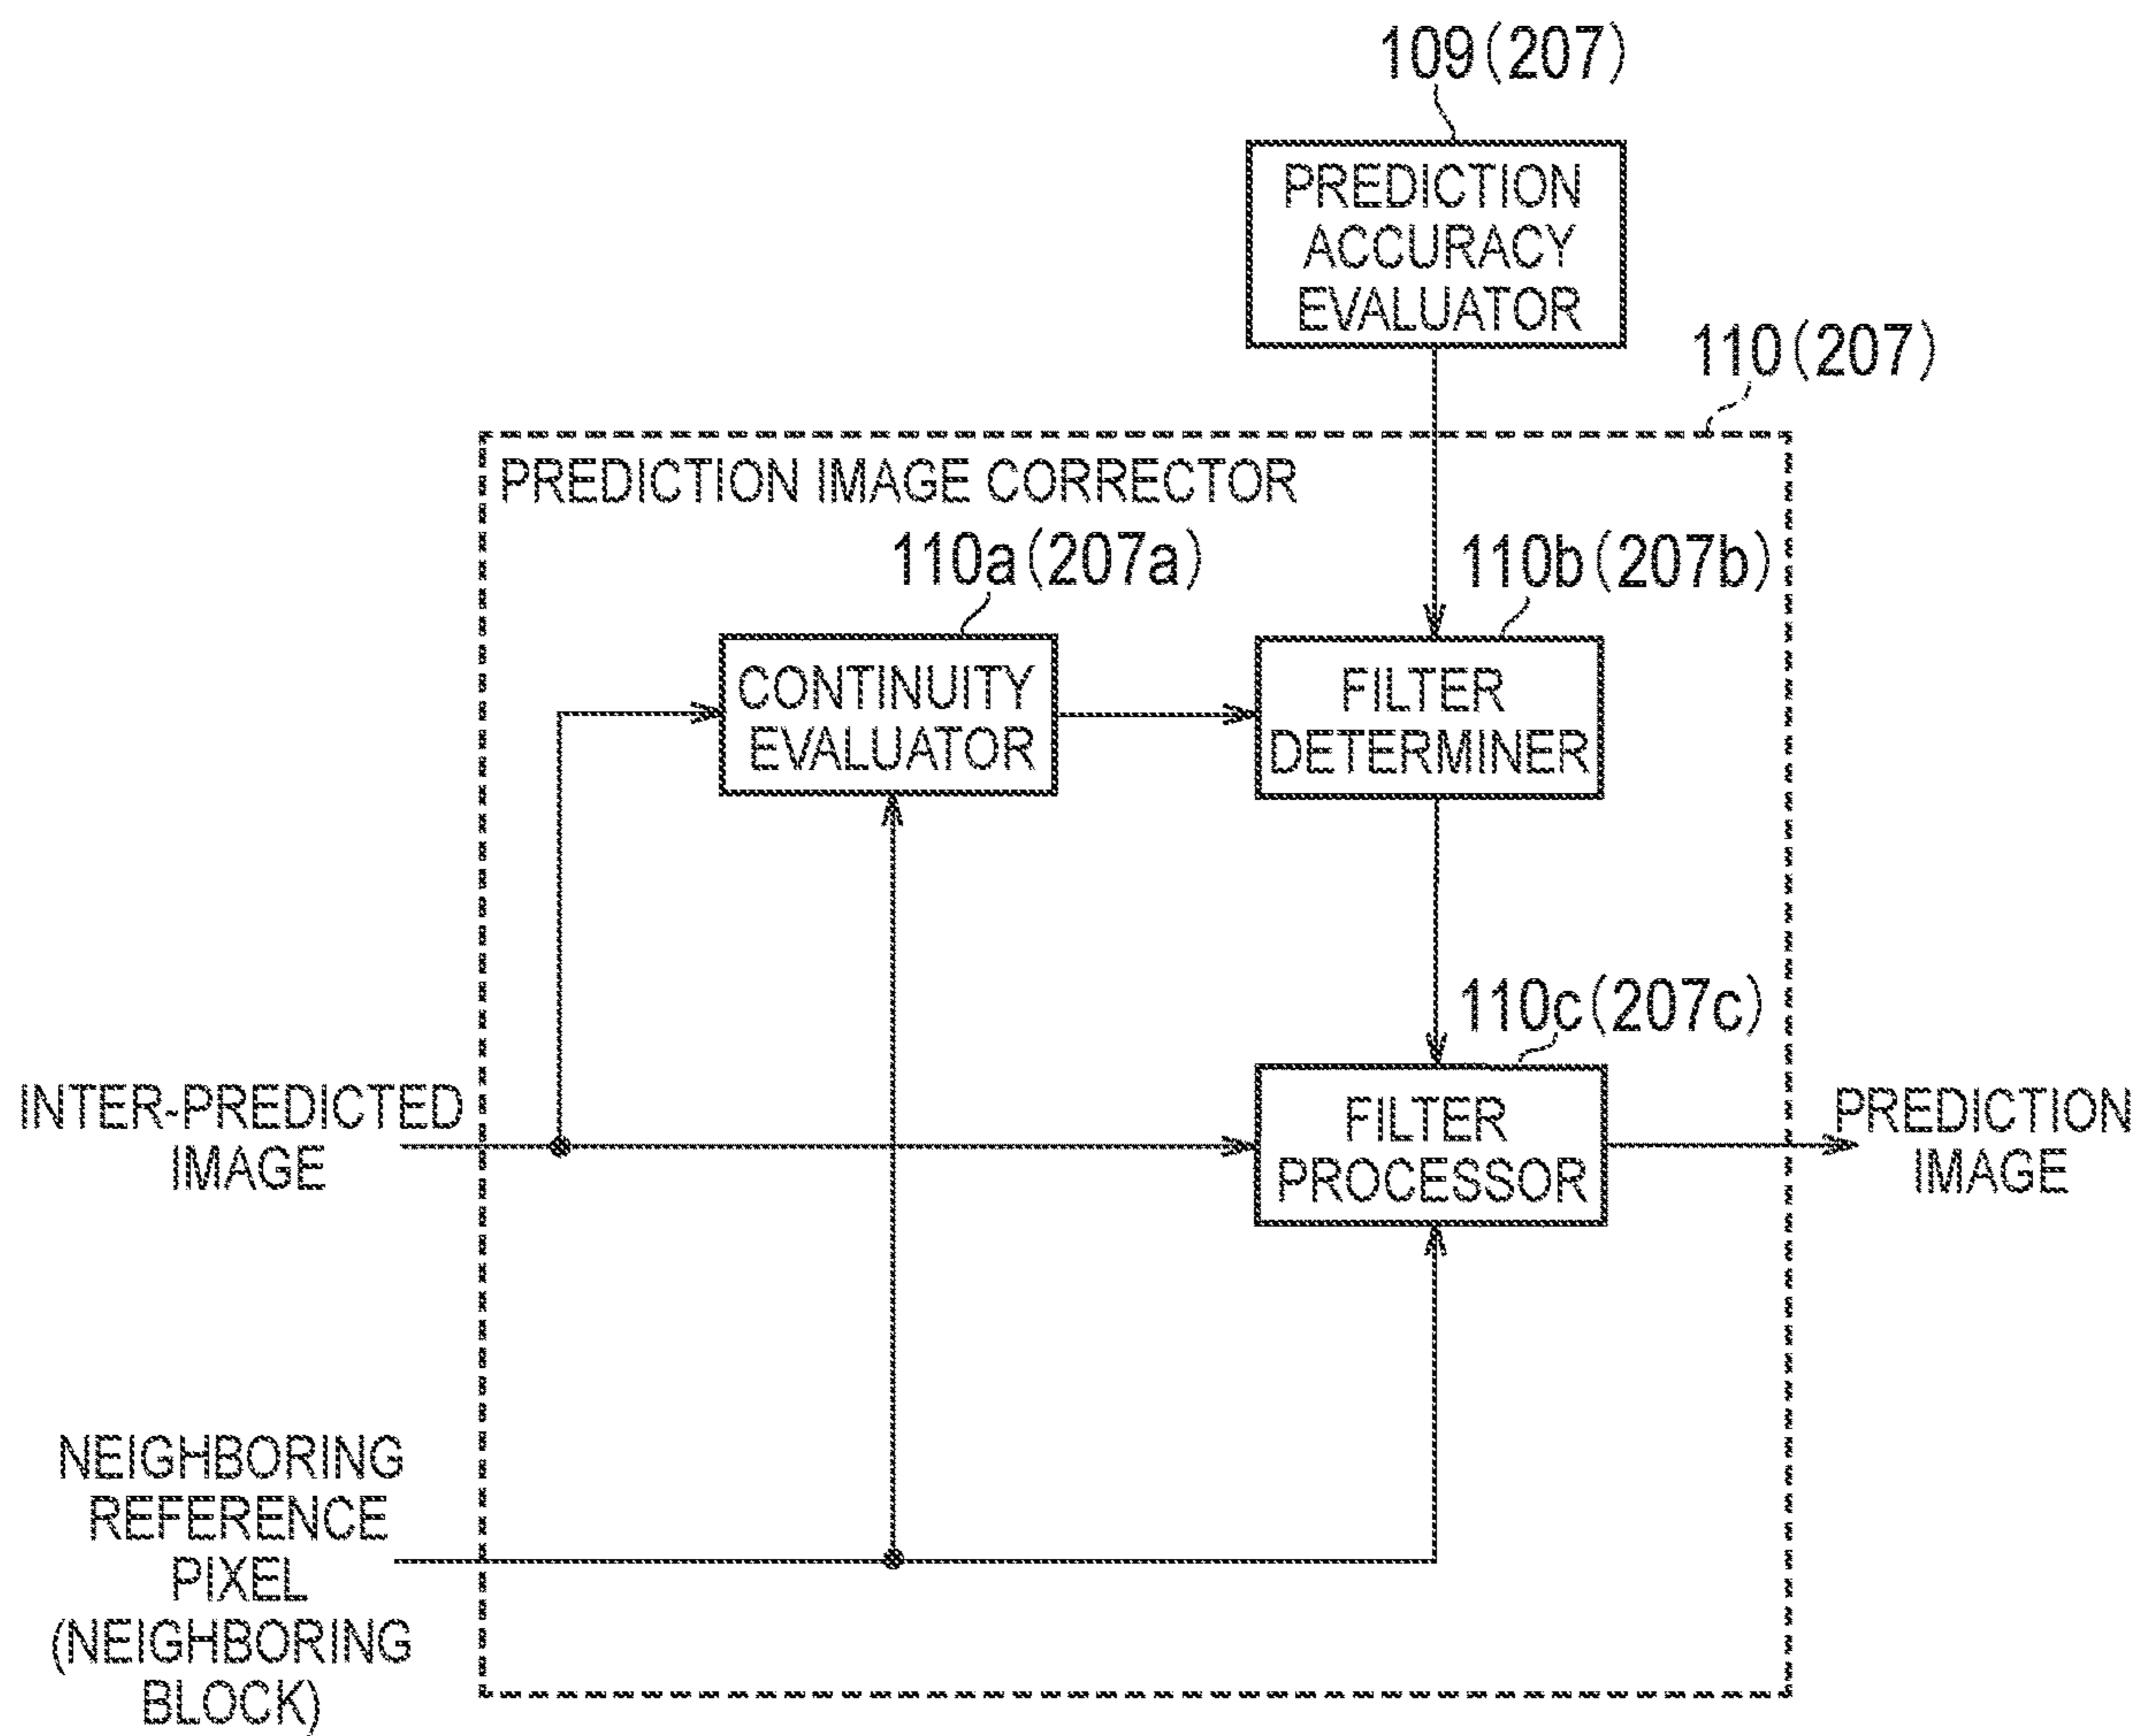 109(207)
PREDICTION
ACCURACY
EVALUATOR
110(207)
PREDICTION IMAGE CORRECTOR
110a(207a)
110b(207b)
CONTINUITY
EVALUATOR
FILTER
DETERMINER
110c(207c)
INTER-PREDICTED
IMAGE
FILTER
PROCESSOR
PREDICTION
IMAGE
NEIGHBORING
REFERENCE
PIXEL
(NEIGHBORING
BLOCK)